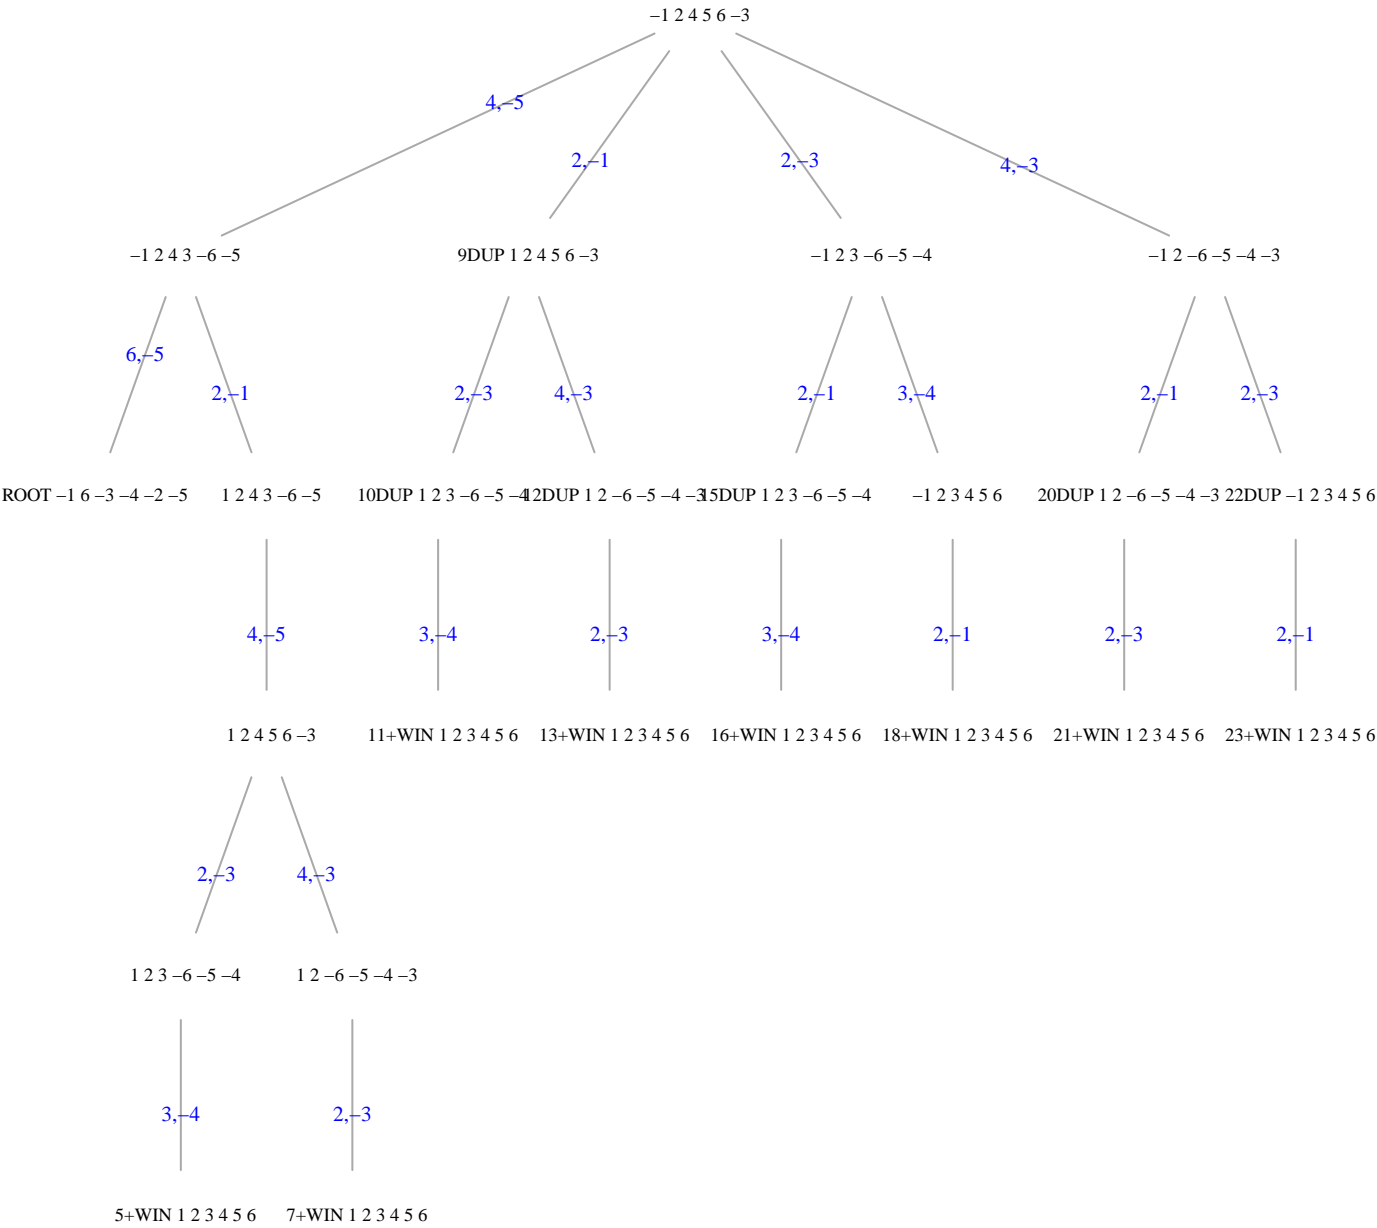 –1 2 4 5 6 –3
4,–5
2,–1
2,–3
4,–3
–1 2 4 3 –6 –5
9DUP 1 2 4 5 6 –3
–1 2 3 –6 –5 –4
–1 2 –6 –5 –4 –3
6,–5
2,–1
2,–3
4,–3
2,–1
3,–4
2,–1
2,–3
ROOT –1 6 –3 –4 –2 –5
1 2 4 3 –6 –5
10DUP 1 2 3 –6 –5 –4
12DUP 1 2 –6 –5 –4 –3
15DUP 1 2 3 –6 –5 –4
–1 2 3 4 5 6
20DUP 1 2 –6 –5 –4 –3
22DUP –1 2 3 4 5 6
4,–5
3,–4
2,–3
3,–4
2,–1
2,–3
2,–1
1 2 4 5 6 –3
11+WIN 1 2 3 4 5 6
13+WIN 1 2 3 4 5 6
16+WIN 1 2 3 4 5 6
18+WIN 1 2 3 4 5 6
21+WIN 1 2 3 4 5 6
23+WIN 1 2 3 4 5 6
2,–3
4,–3
1 2 3 –6 –5 –4
1 2 –6 –5 –4 –3
3,–4
2,–3
5+WIN 1 2 3 4 5 6
7+WIN 1 2 3 4 5 6